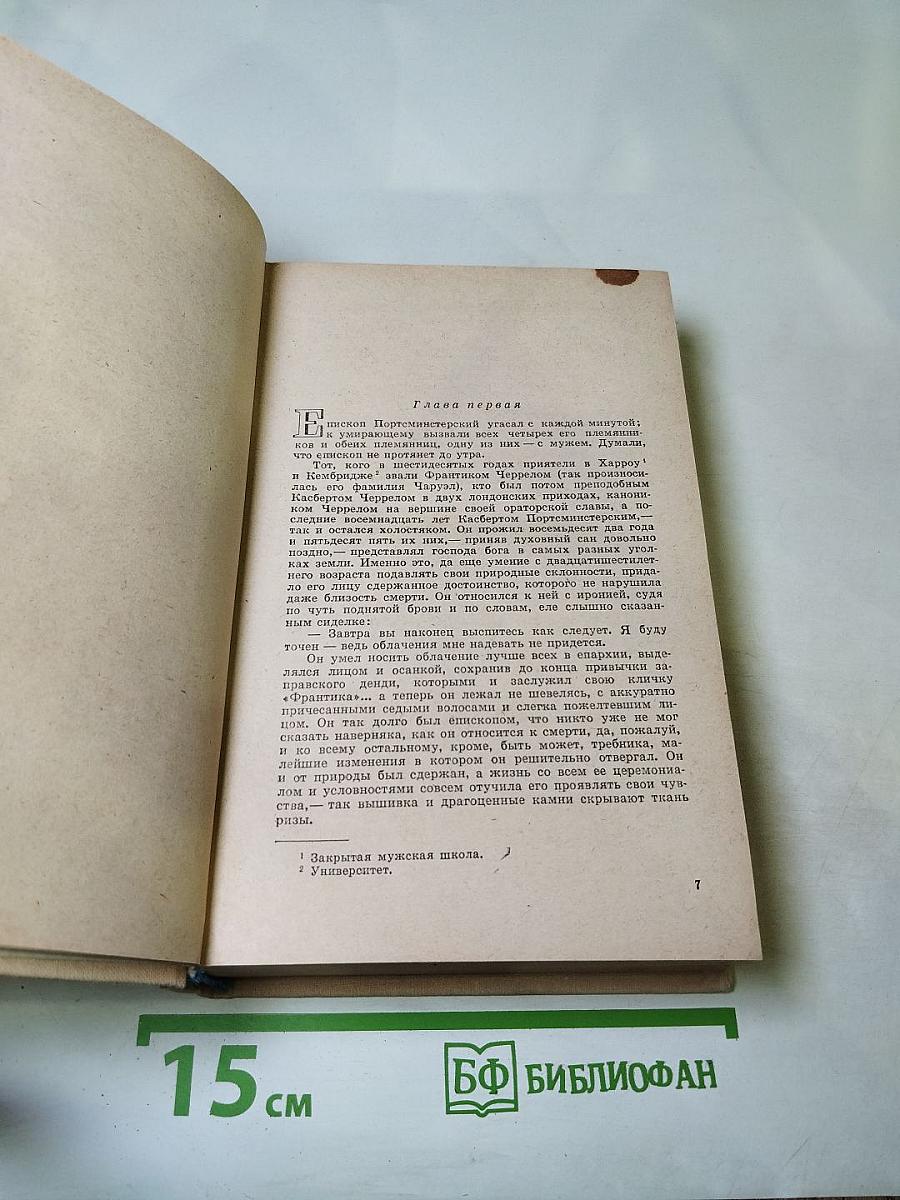 Глава первая
Епископ Портсминстерский угасал с каждой минутой;
к умирающему вызвали всех четырех его племянни-
ков и обеих племянниц, одну из них — с мужем. Думали,
что епископ не протянет до утра.
Тот, кого в шестидесятых годах приятели в Харроу¹
и Кембридже² звали Франтиком Черрелом (так произноси-
лась его фамилия Чаруэл), кто был потом преподобным
Касбертом Черрелом в двух лондонских приходах, канони-
ком Черрелом на вершине своей ораторской славы, а по-
следние восемнадцать лет Касбертом Портсминстерским,—
так и остался холостяком. Он прожил восемьдесят два года
и пятьдесят пять их них,— приняв духовный сан довольно
поздно,— представлял господа бога в самых разных угол-
ках земли. Именно это, да еще умение с двадцатишестилет-
него возраста подавлять свои природные склонности, прида-
ло его лицу сдержанное достоинство, которого не нарушила
даже близость смерти. Он относился к ней с иронией, судя
по чуть поднятой брови и по словам, еле слышно сказан-
ным сиделке:
— Завтра вы наконец выспитесь как следует. Я буду
точен — ведь облачения мне надевать не придется.
Он умел носить облачение лучше всех в епархии, выде-
лялся лицом и осанкой, сохранив до конца привычки за-
правского денди, которыми и заслужил свою кличку
«Франтика»... а теперь он лежал не шевелясь, с аккуратно
причесанными седыми волосами и слегка пожелтевшим ли-
цом. Он так долго был епископом, что никто уже не мог
сказать наверняка, как он относится к смерти, да, пожалуй,
и ко всему остальному, кроме, быть может, требника, ма-
лейшие изменения в котором он решительно отвергал. Он
и от природы был сдержан, а жизнь со всем ее церемониа-
лом и условностями совсем отучила его проявлять свои чув-
ства,— так вышивка и драгоценные камни скрывают ткань
ризы.
¹ Закрытая мужская школа.
² Университет.
7
15 см
БФ БИБЛИОФАН